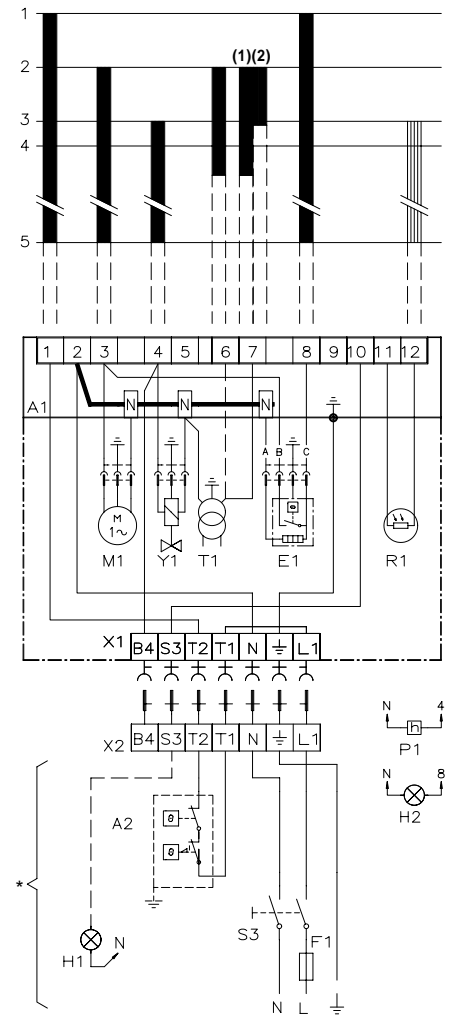 1
(1)(2)
2
3
4
5
1 2 3 4 5 6 7 8 9 10 11 12
N N N
A1
A B C
θ
M
1~
M1 Y1 T1 E1 R1
X1 B4 S3 T2 T1 N L1
X2 B4 S3 T2 T1 N L1
N 4
h
P1
N 8
H2
A2
θ
θ
*
S3 F1
H1 N
N L